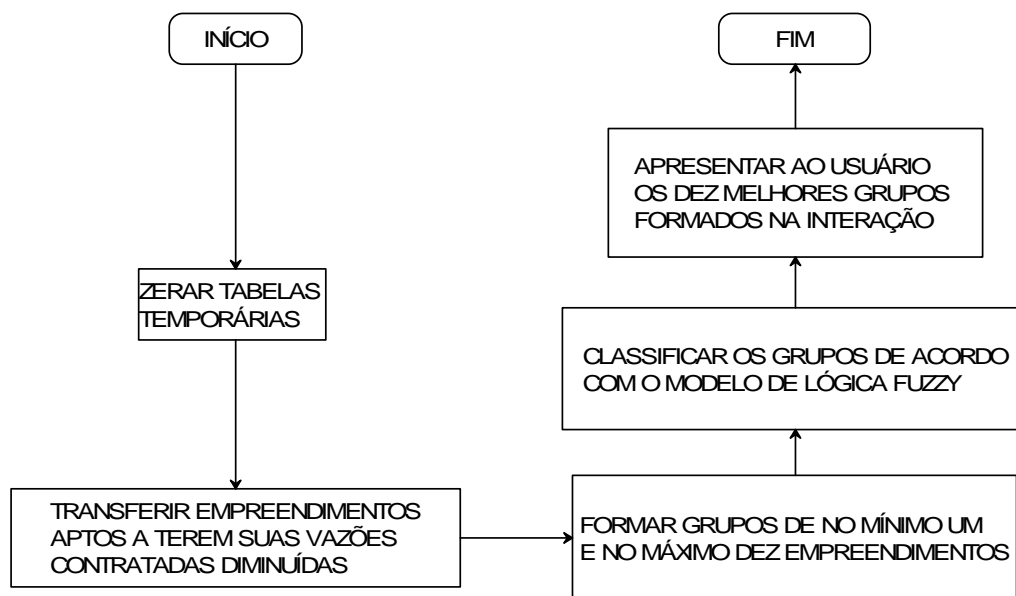 INÍCIO
ZERAR TABELAS
TEMPORÁRIAS
TRANSFERIR EMPREENDIMENTOS
APTOS A TEREM SUAS VAZÕES
CONTRATADAS DIMINUÍDAS
FORMAR GRUPOS DE NO MÍNIMO UM
E NO MÁXIMO DEZ EMPREENDIMENTOS
CLASSIFICAR OS GRUPOS DE ACORDO
COM O MODELO DE LÓGICA FUZZY
APRESENTAR AO USUÁRIO
OS DEZ MELHORES GRUPOS
FORMADOS NA INTERAÇÃO
FIM